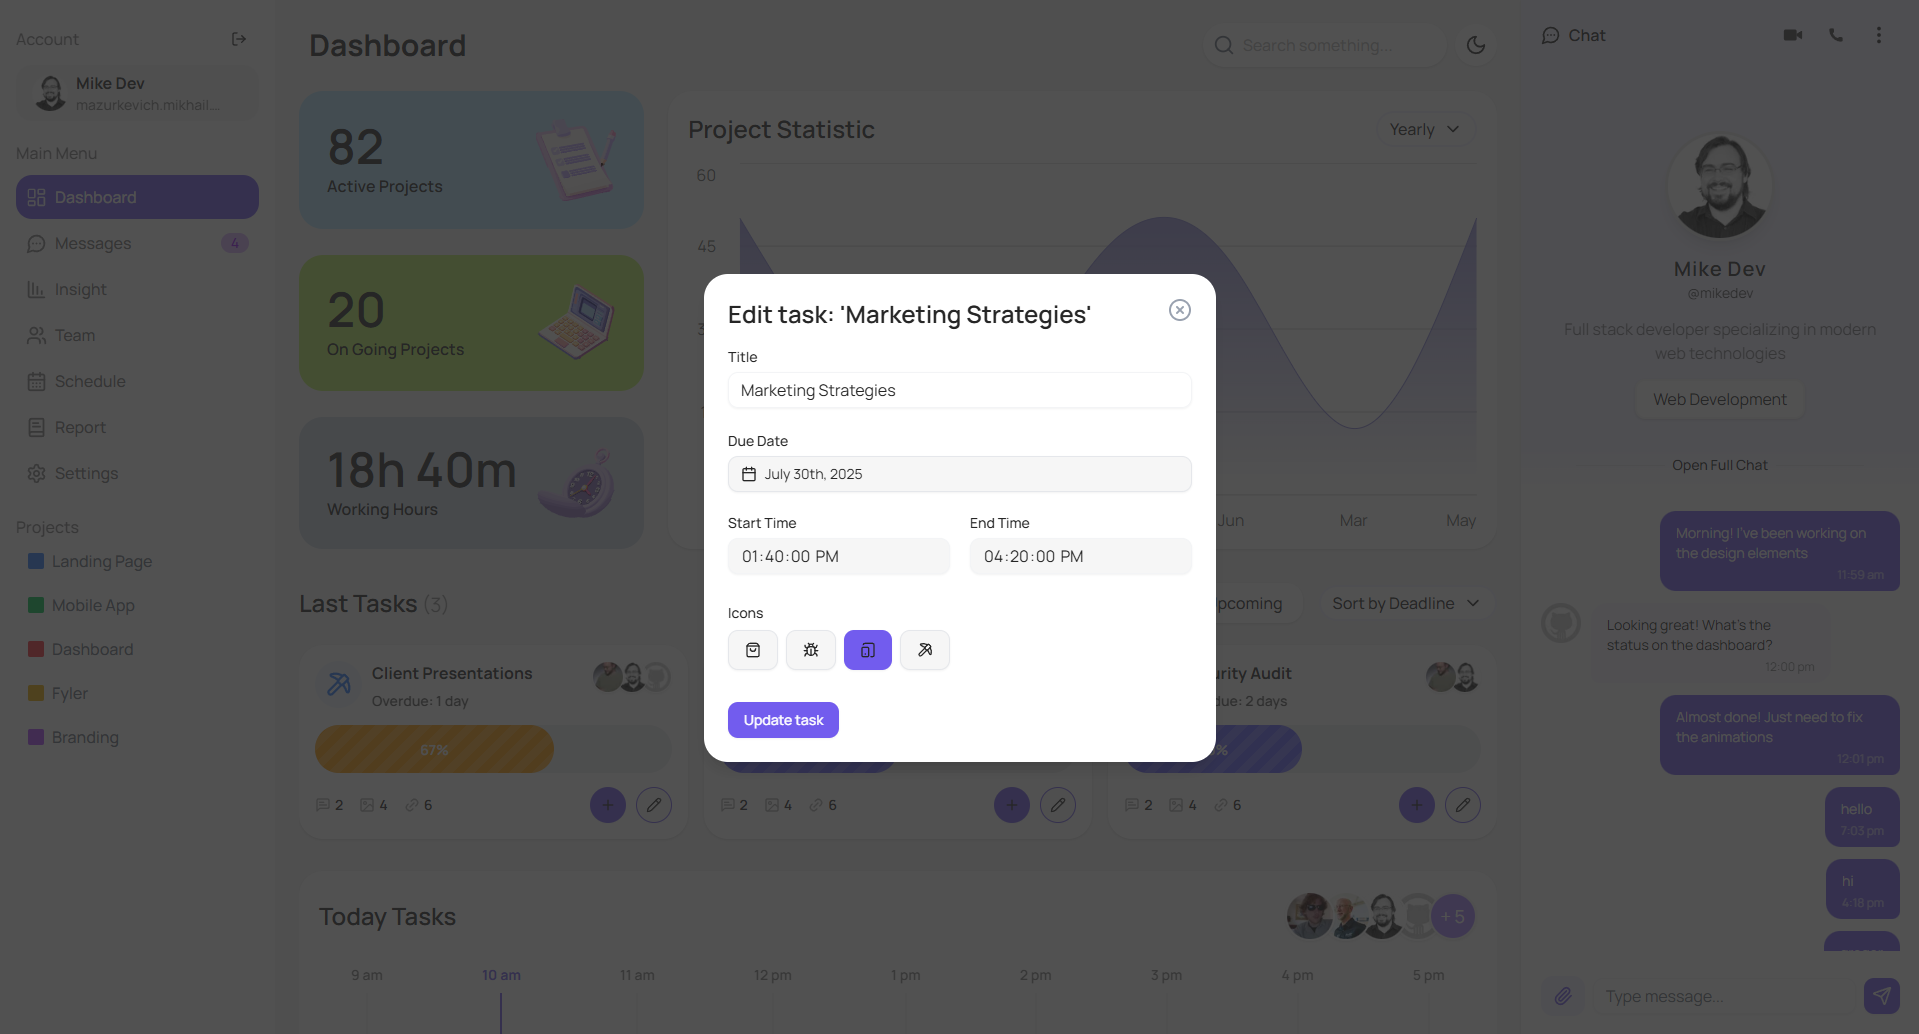 Account
Mike Dev
mazurkevich.mikhail...
Main Menu
Dashboard
Messages
4
Insight
Team
Schedule
Report
Settings
Projects
Landing Page
Mobile App
Dashboard
Fyler
Branding
Dashboard
Search something...
82
Active Projects
20
On Going Projects
18h 40m
Working Hours
Project Statistic
Yearly
60
45
Jun
Mar
May
Edit task: 'Marketing Strategies'
Title
Marketing Strategies
Due Date
July 30th, 2025
Start Time
End Time
01:40:00 PM
04:20:00 PM
Icons
Update task
Last Tasks (3)
pcoming
Sort by Deadline
Client Presentations
Overdue: 1 day
67%
2 4 6
2 4 6
urity Audit
due: 2 days
%
2 4 6
Today Tasks
+5
9 am
10 am
11 am
12 pm
1 pm
2 pm
3 pm
4 pm
5 pm
Chat
Mike Dev
@mikedev
Full stack developer specializing in modern
web technologies
Web Development
Open Full Chat
Morning! I've been working on
the design elements
11:59 am
Looking great! What's the
status on the dashboard?
12:00 pm
Almost done! Just need to fix
the animations
12:01 pm
hello
7:03 pm
hi
4:18 pm
Type message...